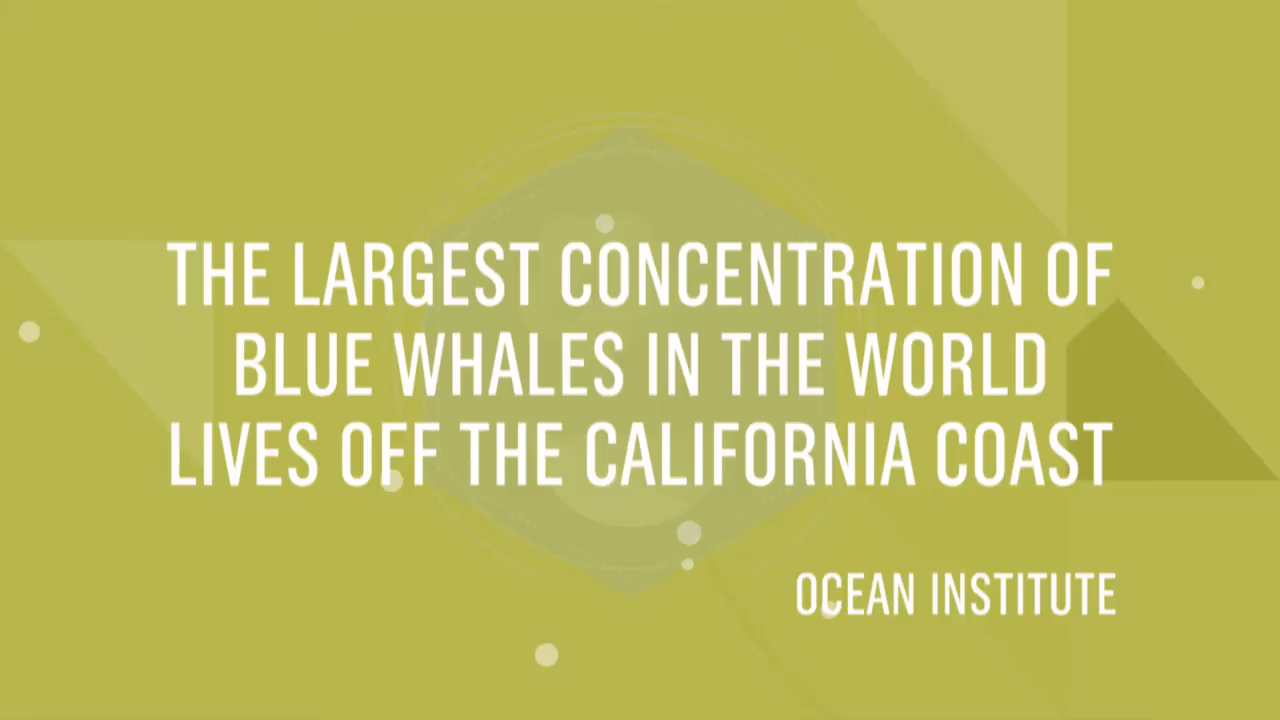 THE LARGEST CONCENTRATION OF
BLUE WHALES IN THE WORLD
LIVES OFF THE CALIFORNIA COAST
OCEAN INSTITUTE